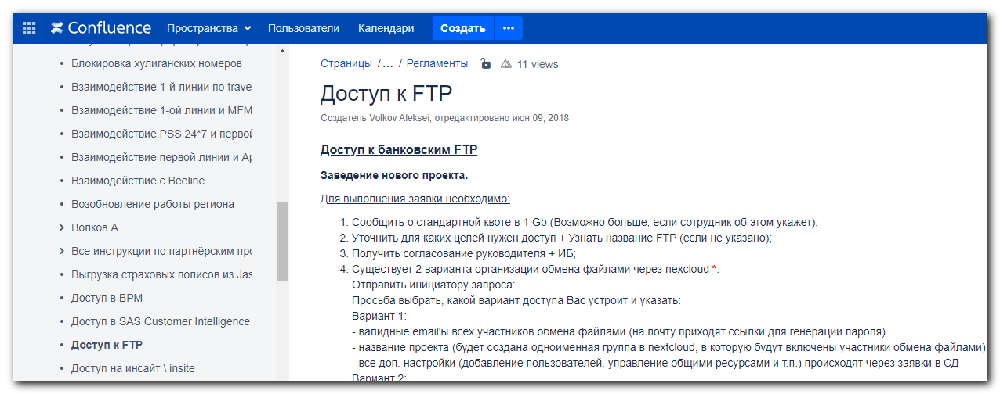 Confluence Пространства Пользователи Календари Создать ...
Блокировка хулиганских номеров
Взаимодействие 1-й линии по trave
Взаимодействие 1-ой линии и MFM
Взаимодействие PSS 24*7 и первой
Взаимодействие первой линии и Ap
Взаимодействие с Beeline
Возобновление работы региона
Волков А
Все инструкции по партнёрским про
Выгрузка страховых полисов из Jas
Доступ в BPM
Доступ в SAS Customer Intelligence
Доступ к FTP
Доступ на инсайт \ insite
Страницы /... / Регламенты 11 views
Доступ к FTP
Создатель Volkov Aleksei, отредактировано июн 09, 2018
Доступ к банковским FTP
Заведение нового проекта.
Для выполнения заявки необходимо:
1. Сообщить о стандартной квоте в 1 Gb (Возможно больше, если сотрудник об этом укажет);
2. Уточнить для каких целей нужен доступ + Узнать название FTP (если не указано);
3. Получить согласование руководителя + ИБ;
4. Существует 2 варианта организации обмена файлами через nexcloud *:
Отправить инициатору запроса:
Просьба выбрать, какой вариант доступа Вас устроит и указать:
Вариант 1:
- валидные email'ы всех участников обмена файлами (на почту приходят ссылки для генерации пароля)
- название проекта (будет создана одноименная группа в nextcloud, в которую будут включены участники обмена файлами)
- все доп. настройки (добавление пользователей, управление общими ресурсами и т.п.) происходят через заявки в СД
Вариант 2: